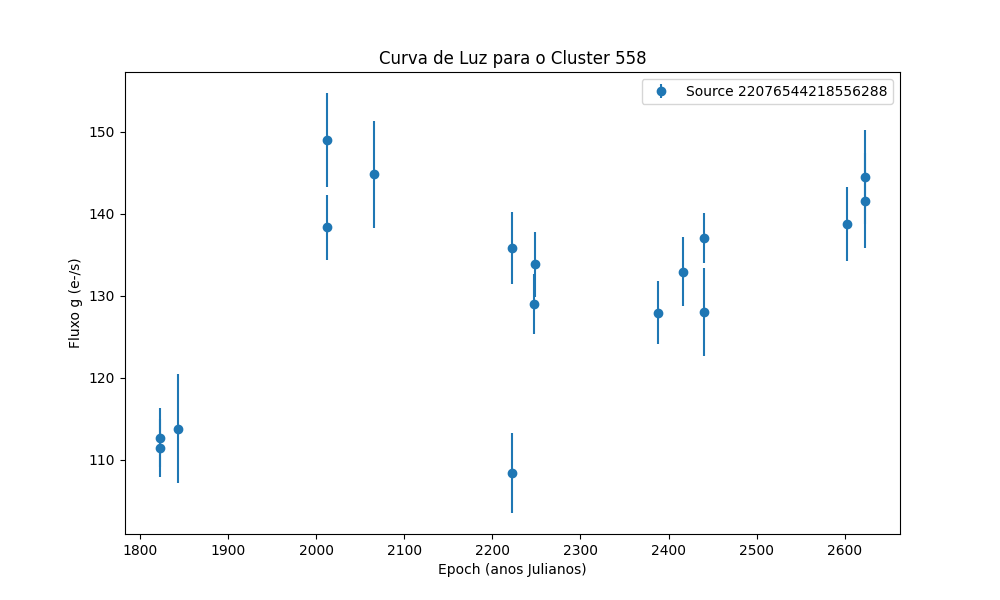 Curva de Luz para o Cluster 558
Source 22076544218556288
Fluxo g (e-/s)
150
140
130
120
110
1800 1900 2000 2100 2200 2300 2400 2500 2600
Epoch (anos Julianos)